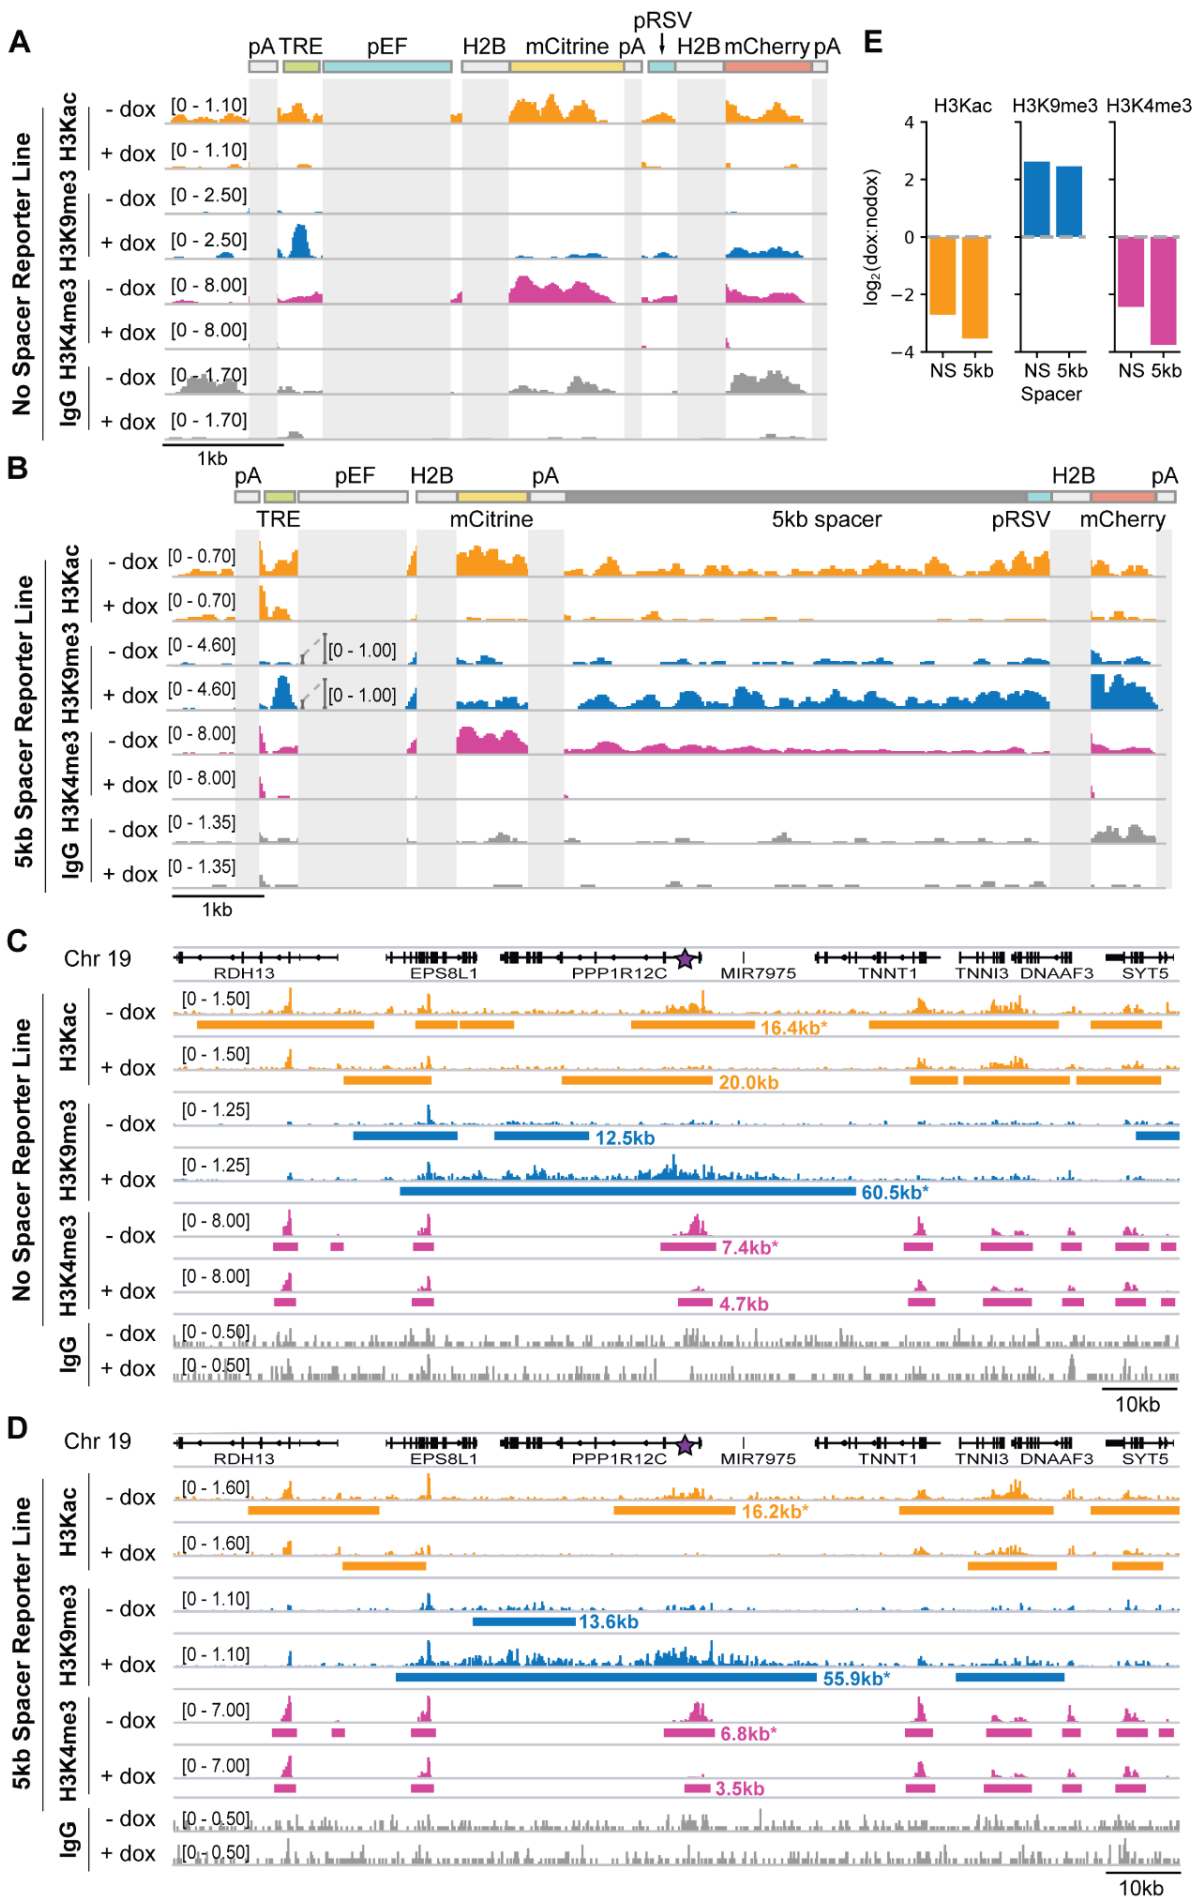 A
pRSV
pA TRE pEF H2B mCitrine pA H2B mCherry pA
No Spacer Reporter Line
H3Kac
- dox [0 - 1.10]
+ dox [0 - 1.10]
H3K9me3
- dox [0 - 2.50]
+ dox [0 - 2.50]
H3K4me3
- dox [0 - 8.00]
+ dox [0 - 8.00]
IgG
- dox [0 - 1.70]
+ dox [0 - 1.70]
1kb
E
H3Kac H3K9me3 H3K4me3
log2(dox:nodox)
4
2
0
−2
−4
NS 5kb NS 5kb NS 5kb
Spacer
B
pA pEF H2B pA H2B pA
TRE mCitrine 5kb spacer pRSV mCherry
5kb Spacer Reporter Line
H3Kac
- dox [0 - 0.70]
+ dox [0 - 0.70]
H3K9me3
- dox [0 - 4.60] [0 - 1.00]
+ dox [0 - 4.60] [0 - 1.00]
H3K4me3
- dox [0 - 8.00]
+ dox [0 - 8.00]
IgG
- dox [0 - 1.35]
+ dox [0 - 1.35]
1kb
C
Chr 19
RDH13 EPS8L1 PPP1R12C MIR7975 TNNT1 TNNI3 DNAAF3 SYT5
No Spacer Reporter Line
H3Kac
- dox [0 - 1.50]
16.4kb*
+ dox [0 - 1.50]
20.0kb
H3K9me3
- dox [0 - 1.25]
12.5kb
+ dox [0 - 1.25]
60.5kb*
H3K4me3
- dox [0 - 8.00]
7.4kb*
+ dox [0 - 8.00]
4.7kb
IgG
- dox [0 - 0.50]
+ dox [0 - 0.50]
10kb
D
Chr 19
RDH13 EPS8L1 PPP1R12C MIR7975 TNNT1 TNNI3 DNAAF3 SYT5
5kb Spacer Reporter Line
H3Kac
- dox [0 - 1.60]
16.2kb*
+ dox [0 - 1.60]
H3K9me3
- dox [0 - 1.10]
13.6kb
+ dox [0 - 1.10]
55.9kb*
H3K4me3
- dox [0 - 7.00]
6.8kb*
+ dox [0 - 7.00]
3.5kb
IgG
- dox [0 - 0.50]
+ dox [0 - 0.50]
10kb